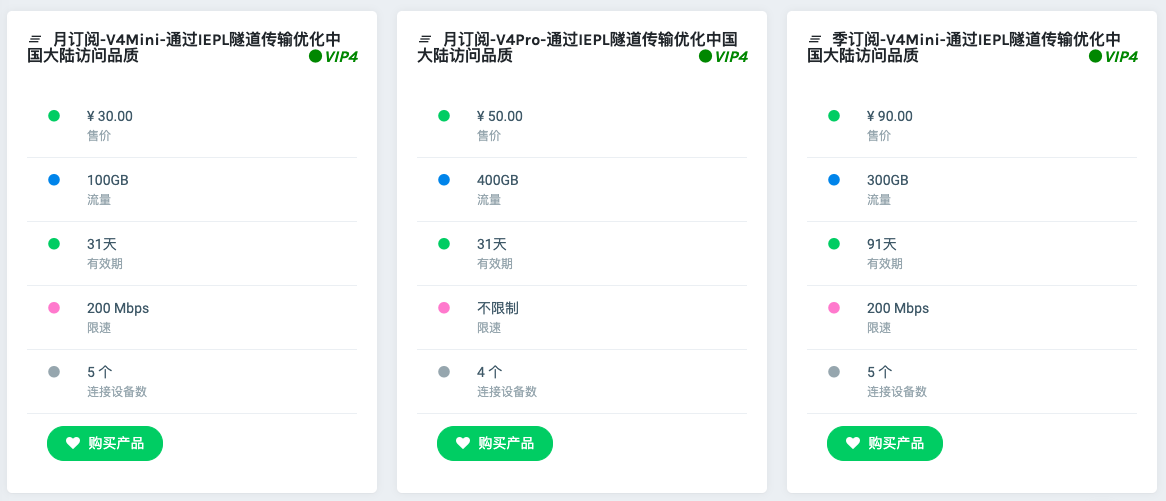 月订阅-V4Mini-通过IEPL隧道传输优化中
国大陆访问品质
VIP4
¥ 30.00
售价
100GB
流量
31天
有效期
200 Mbps
限速
5 个
连接设备数
购买产品
月订阅-V4Pro-通过IEPL隧道传输优化中国
大陆访问品质
VIP4
¥ 50.00
售价
400GB
流量
31天
有效期
不限制
限速
4 个
连接设备数
购买产品
季订阅-V4Mini-通过IEPL隧道传输优化中
国大陆访问品质
VIP4
¥ 90.00
售价
300GB
流量
91天
有效期
200 Mbps
限速
5 个
连接设备数
购买产品